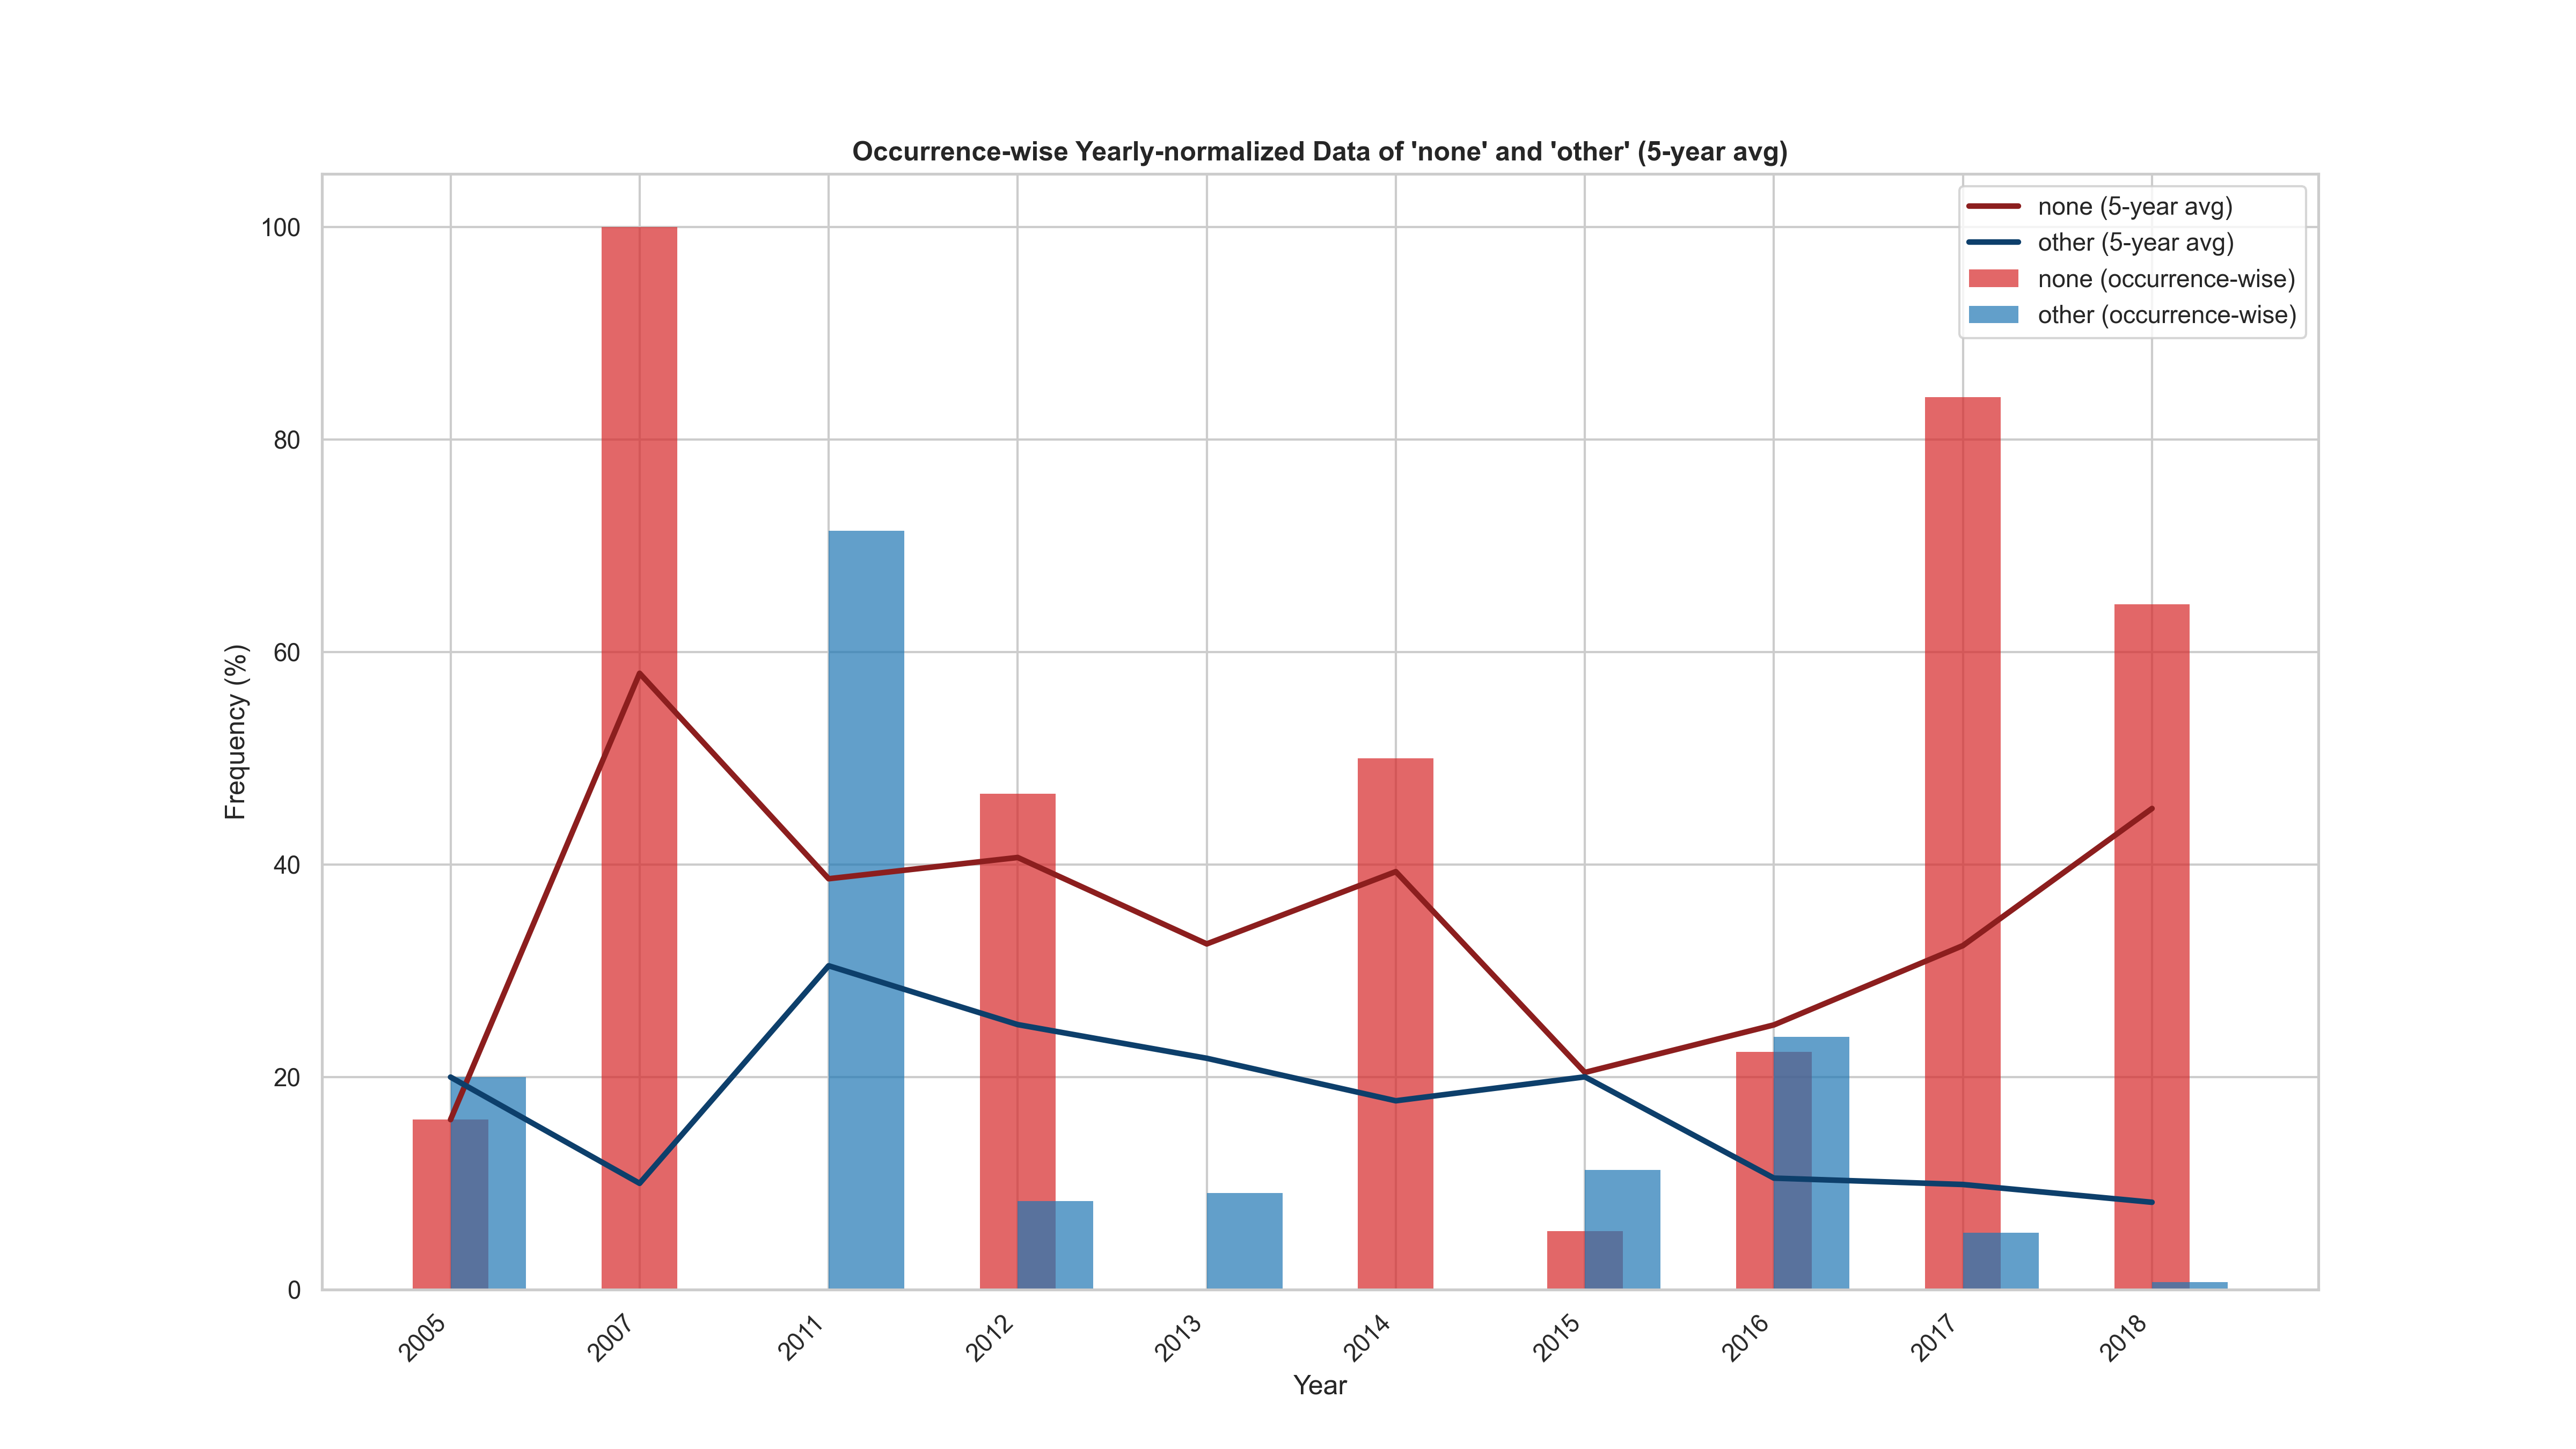 Occurrence-wise Yearly-normalized Data of 'none' and 'other' (5-year avg)
none (5-year avg)
other (5-year avg)
none (occurrence-wise)
other (occurrence-wise)
Frequency (%)
100
80
60
40
20
0
2005
2007
2011
2012
2013
2014
2015
2016
2017
2018
Year